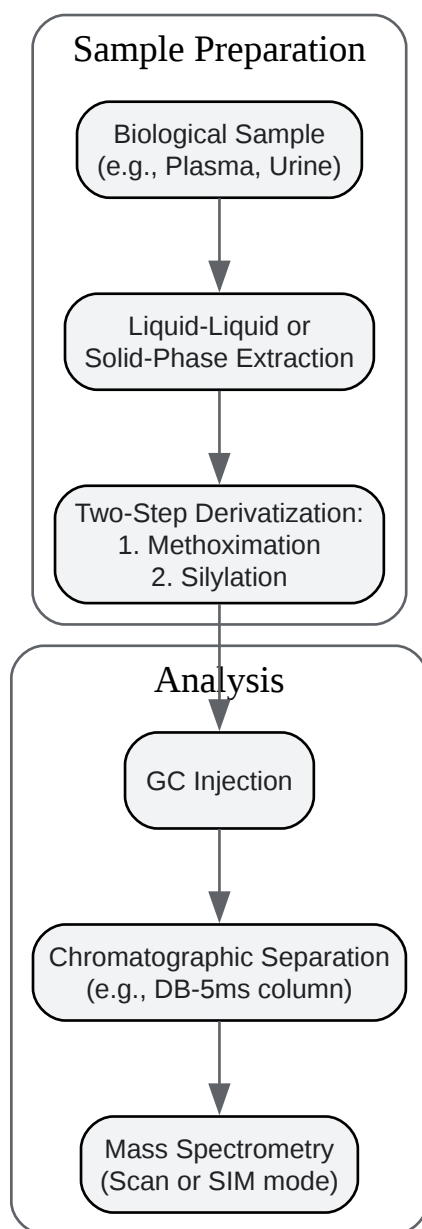 Sample Preparation
Biological Sample
(e.g., Plasma, Urine)
Liquid-Liquid or
Solid-Phase Extraction
Two-Step Derivatization:
1. Methoximation
2. Silylation
Analysis
GC Injection
Chromatographic Separation
(e.g., DB-5ms column)
Mass Spectrometry
(Scan or SIM mode)